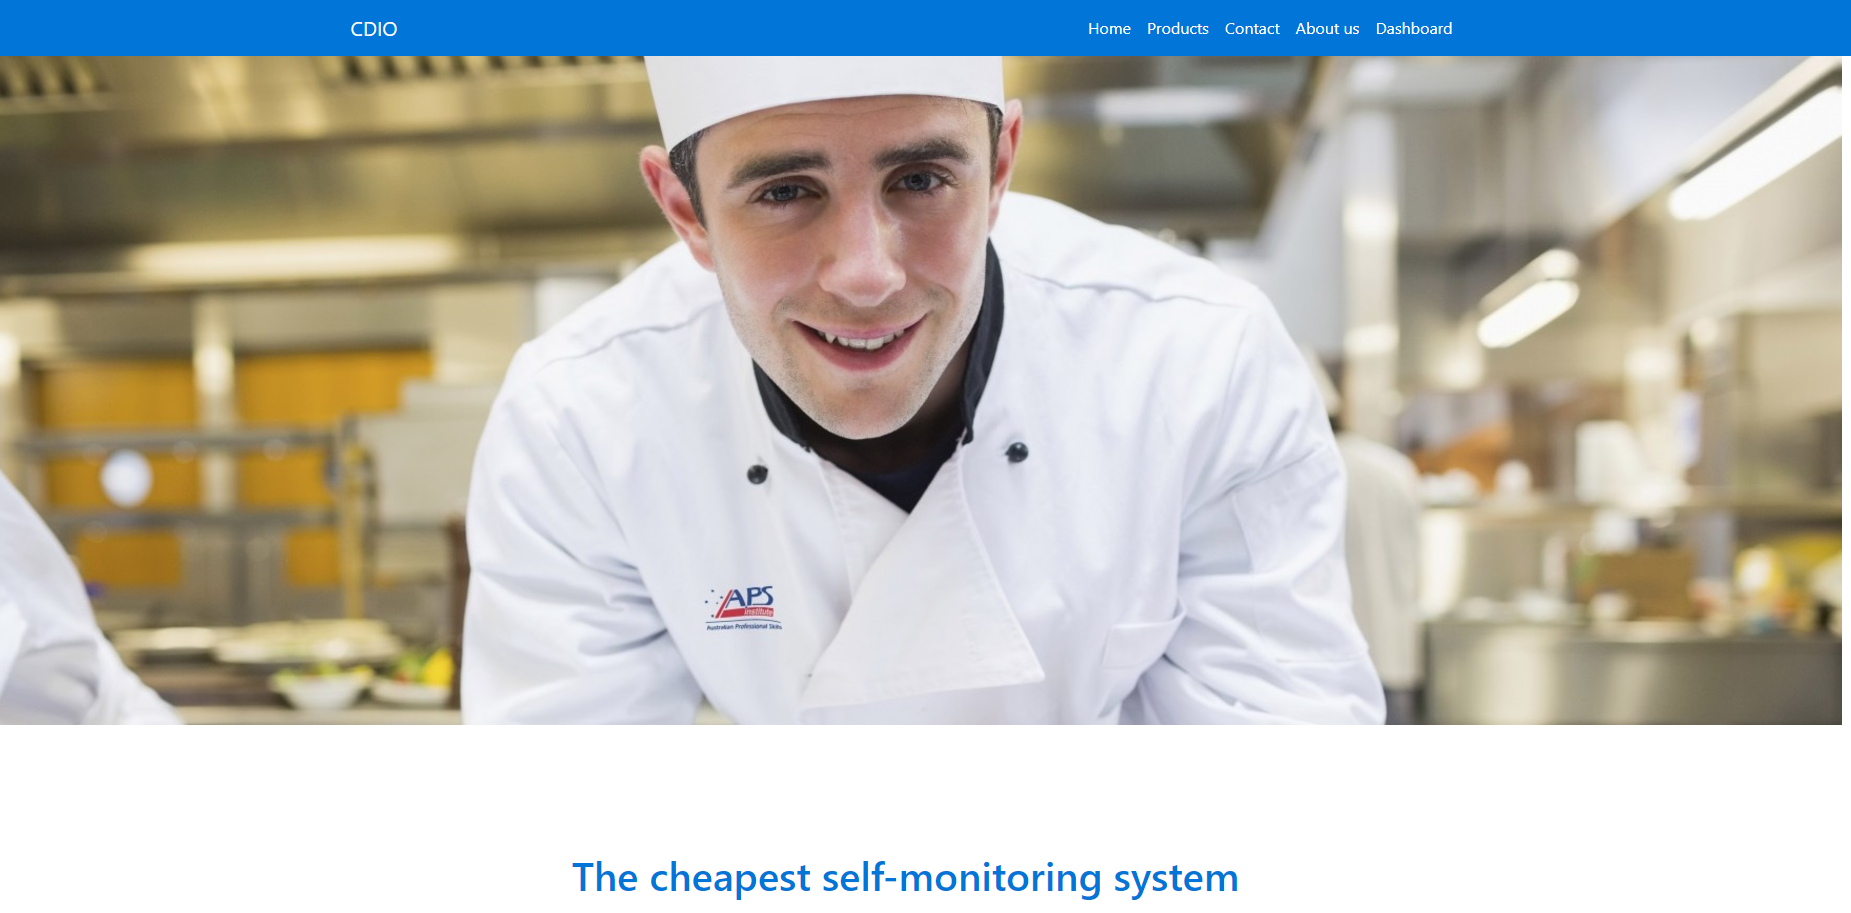 CDIO
Home Products Contact About us Dashboard
APS
institute
Australian Professional Skills
The cheapest self-monitoring system